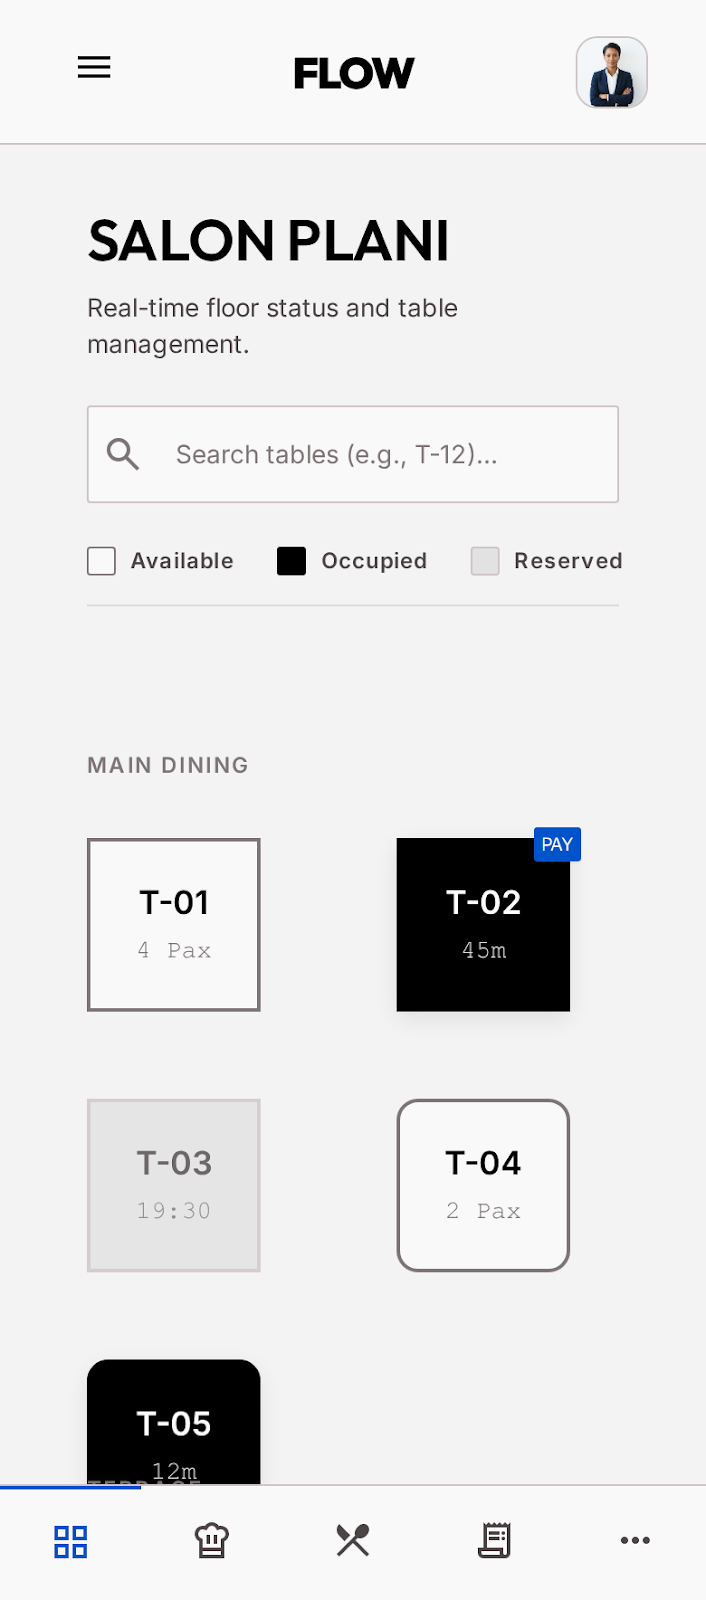 FLOW
SALON PLANI
Real-time floor status and table
management.
Search tables (e.g., T-12)...
Available Occupied Reserved
MAIN DINING
T-01
4 Pax
PAY
T-02
45m
T-03
19:30
T-04
2 Pax
T-05
12m